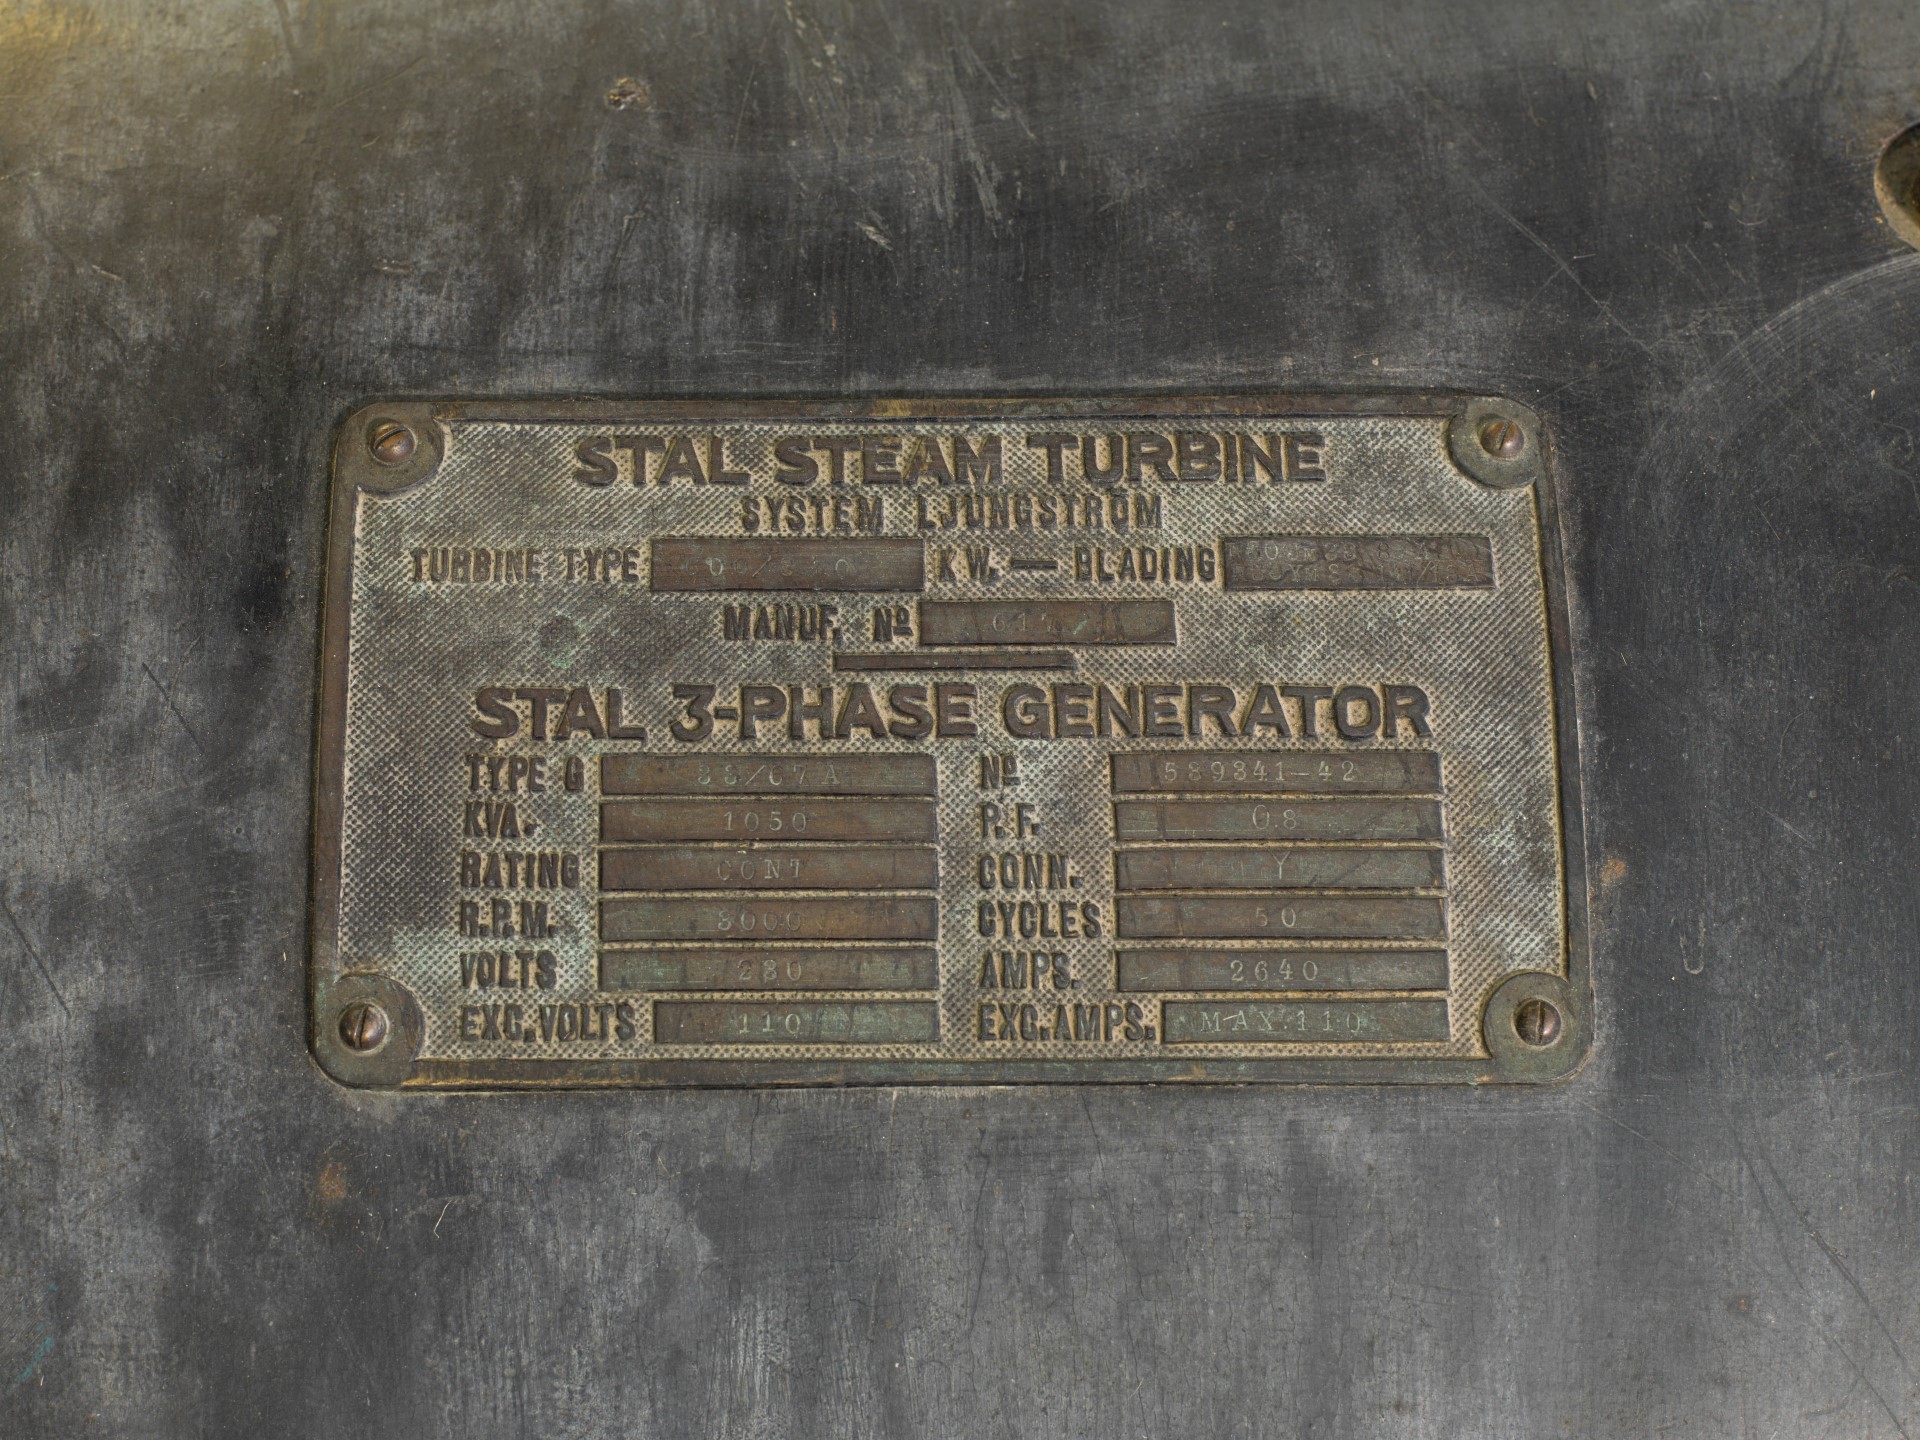 STAL STEAM TURBINE
SYSTEM LJUNGSTRÖM
TURBINE TYPE KW. — BLADING
MANUF. Nº
STAL 3-PHASE GENERATOR
TYPE G Nº 589341-42
KVA. 1050 P.F. 0.8
RATING CONT CONN. Y
R.P.M. 3000 CYCLES 50
VOLTS 230 AMPS. 2640
EXC.VOLTS 110 EXC.AMPS. MAX.110